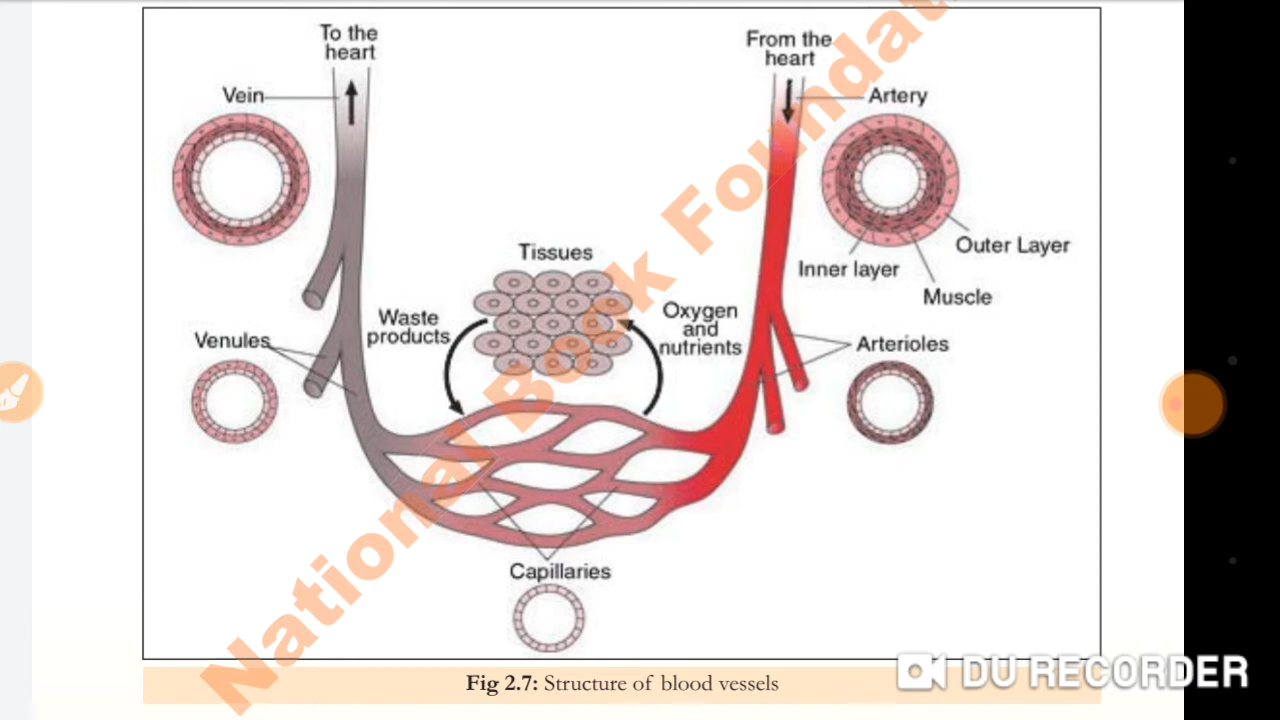 To the
heart
From the
heart
Vein
Artery
Outer Layer
Inner layer
Muscle
Tissues
Waste
products
Oxygen
and
nutrients
Venules
Arterioles
Capillaries
National Book Foundat
Fig 2.7: Structure of blood vessels
DU RECORDER